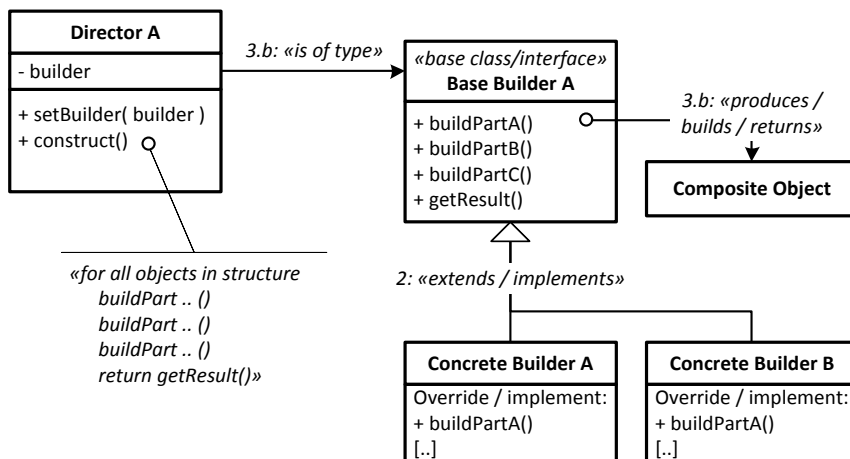 Director A
- builder
+ setBuilder( builder )
+ construct()
3.b: «is of type»
«base class/interface»
Base Builder A
+ buildPartA()
+ buildPartB()
+ buildPartC()
+ getResult()
3.b: «produces /
builds / returns»
Composite Object
«for all objects in structure
buildPart .. ()
buildPart .. ()
buildPart .. ()
return getResult()»
2: «extends / implements»
Concrete Builder A
Override / implement:
+ buildPartA()
[..]
Concrete Builder B
Override / implement:
+ buildPartA()
[..]